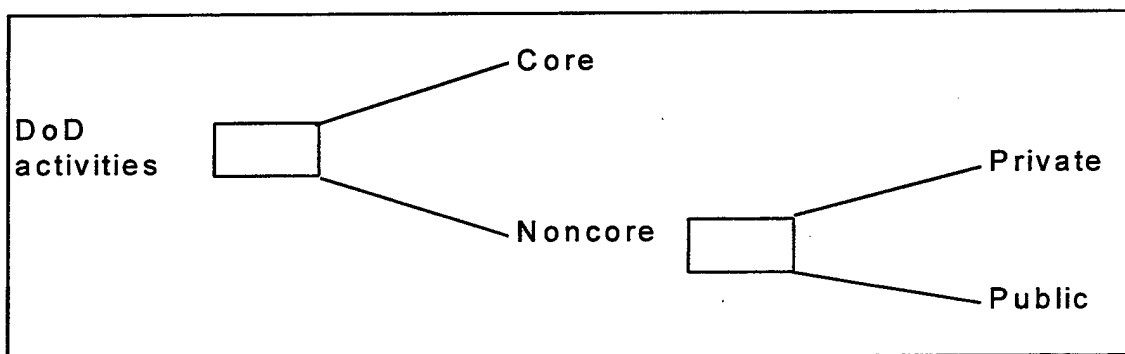 Core
DoD
activities
Private
Noncore
Public